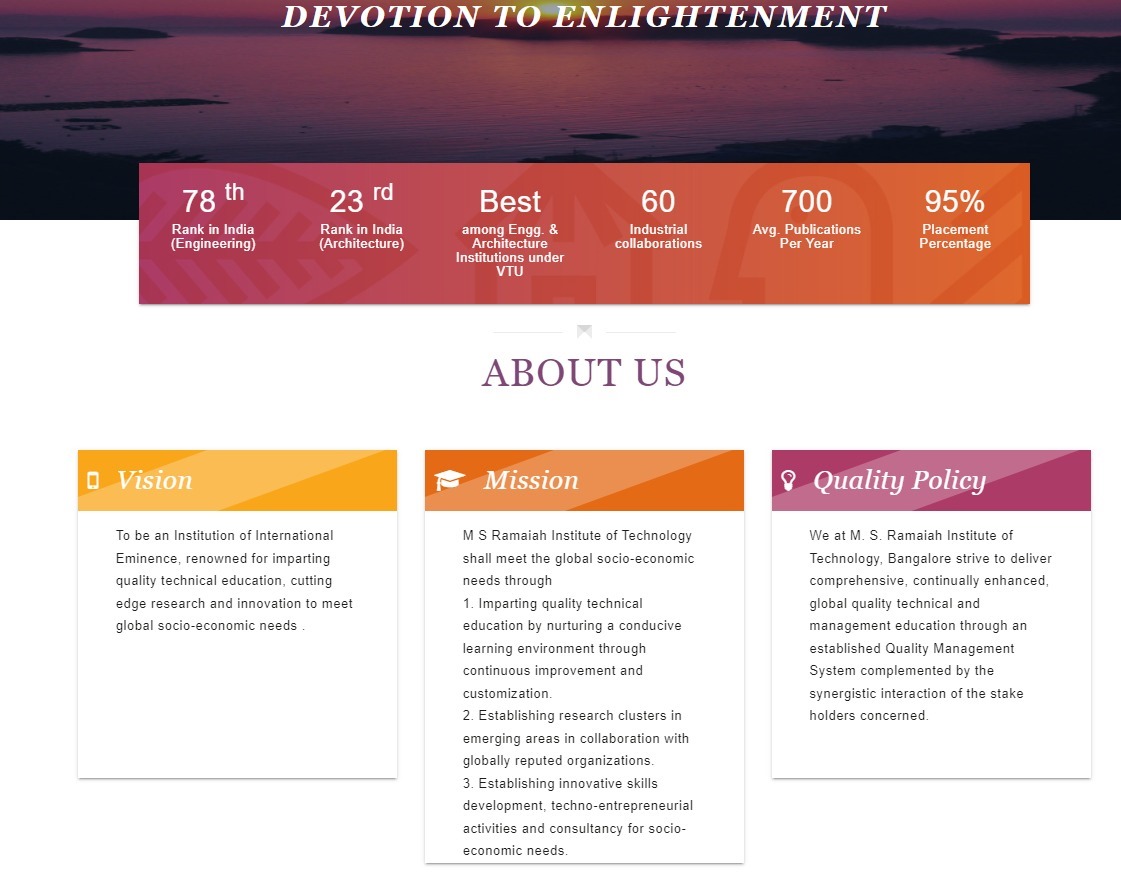 DEVOTION TO ENLIGHTENMENT
78 th
Rank in India
(Engineering)
23 rd
Rank in India
(Architecture)
Best
among Engg. &
Architecture
Institutions under
VTU
60
Industrial
collaborations
700
Avg. Publications
Per Year
95%
Placement
Percentage
ABOUT US
Vision
To be an Institution of International
Eminence, renowned for imparting
quality technical education, cutting
edge research and innovation to meet
global socio-economic needs .
Mission
M S Ramaiah Institute of Technology
shall meet the global socio-economic
needs through
1. Imparting quality technical
education by nurturing a conducive
learning environment through
continuous improvement and
customization.
2. Establishing research clusters in
emerging areas in collaboration with
globally reputed organizations.
3. Establishing innovative skills
development, techno-entrepreneurial
activities and consultancy for socio-
economic needs.
Quality Policy
We at M. S. Ramaiah Institute of
Technology, Bangalore strive to deliver
comprehensive, continually enhanced,
global quality technical and
management education through an
established Quality Management
System complemented by the
synergistic interaction of the stake
holders concerned.